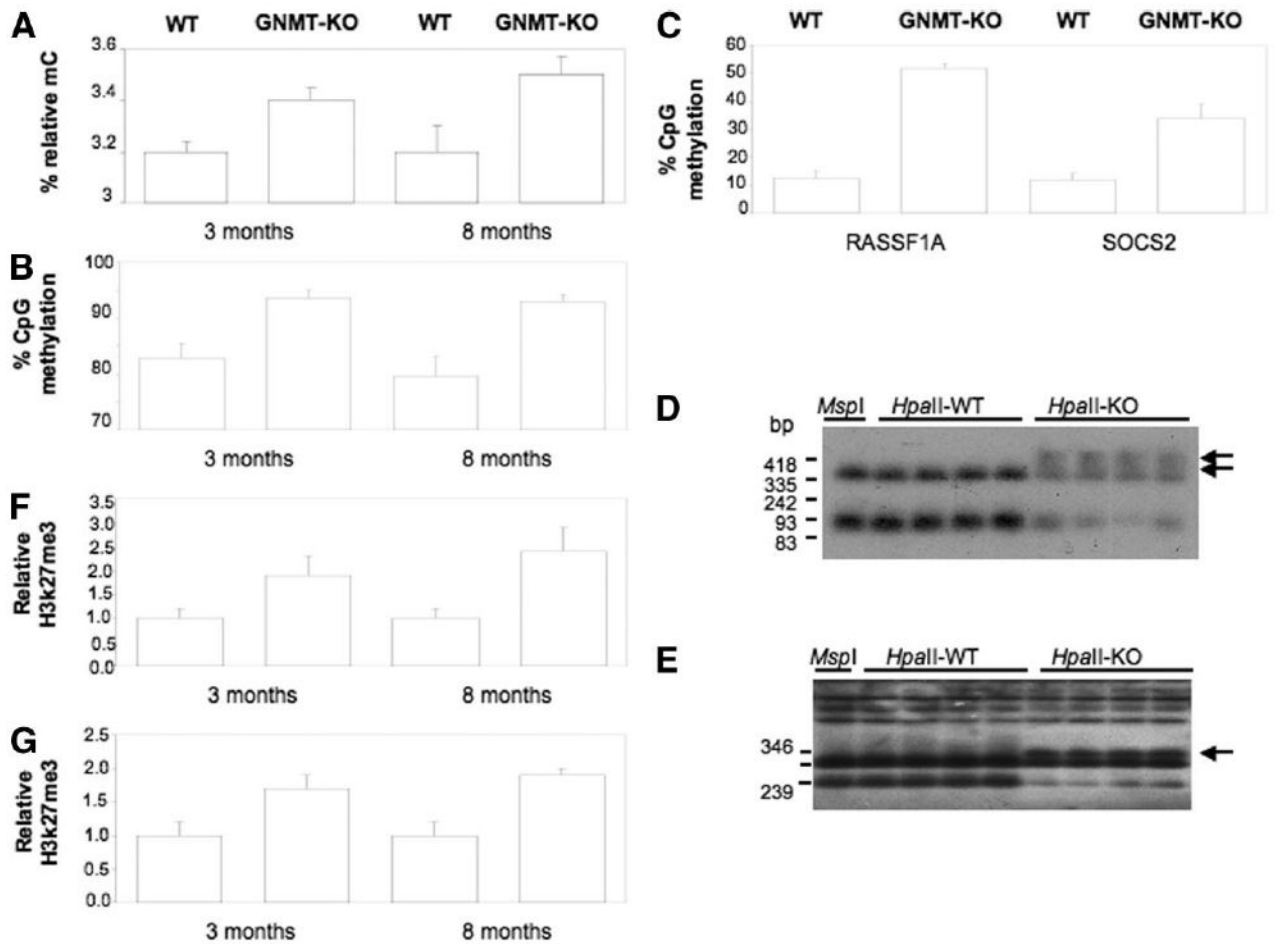 A
WT GNMT-KO WT GNMT-KO
% relative mC
3.6
3.4
3.2
3
3 months 8 months
B
% CpG
methylation
100
90
80
70
3 months 8 months
F
Relative
H3k27me3
3.5
3.0
2.5
2.0
1.5
1.0
0.5
0.0
3 months 8 months
G
Relative
H3k27me3
2.5
2.0
1.5
1.0
0.5
0.0
3 months 8 months
C
WT GNMT-KO WT GNMT-KO
% CpG
methylation
60
50
40
30
20
10
0
RASSF1A SOCS2
D
MspI HpaII-WT HpaII-KO
bp
418
335
242
93
83
E
MspI HpaII-WT HpaII-KO
346
239